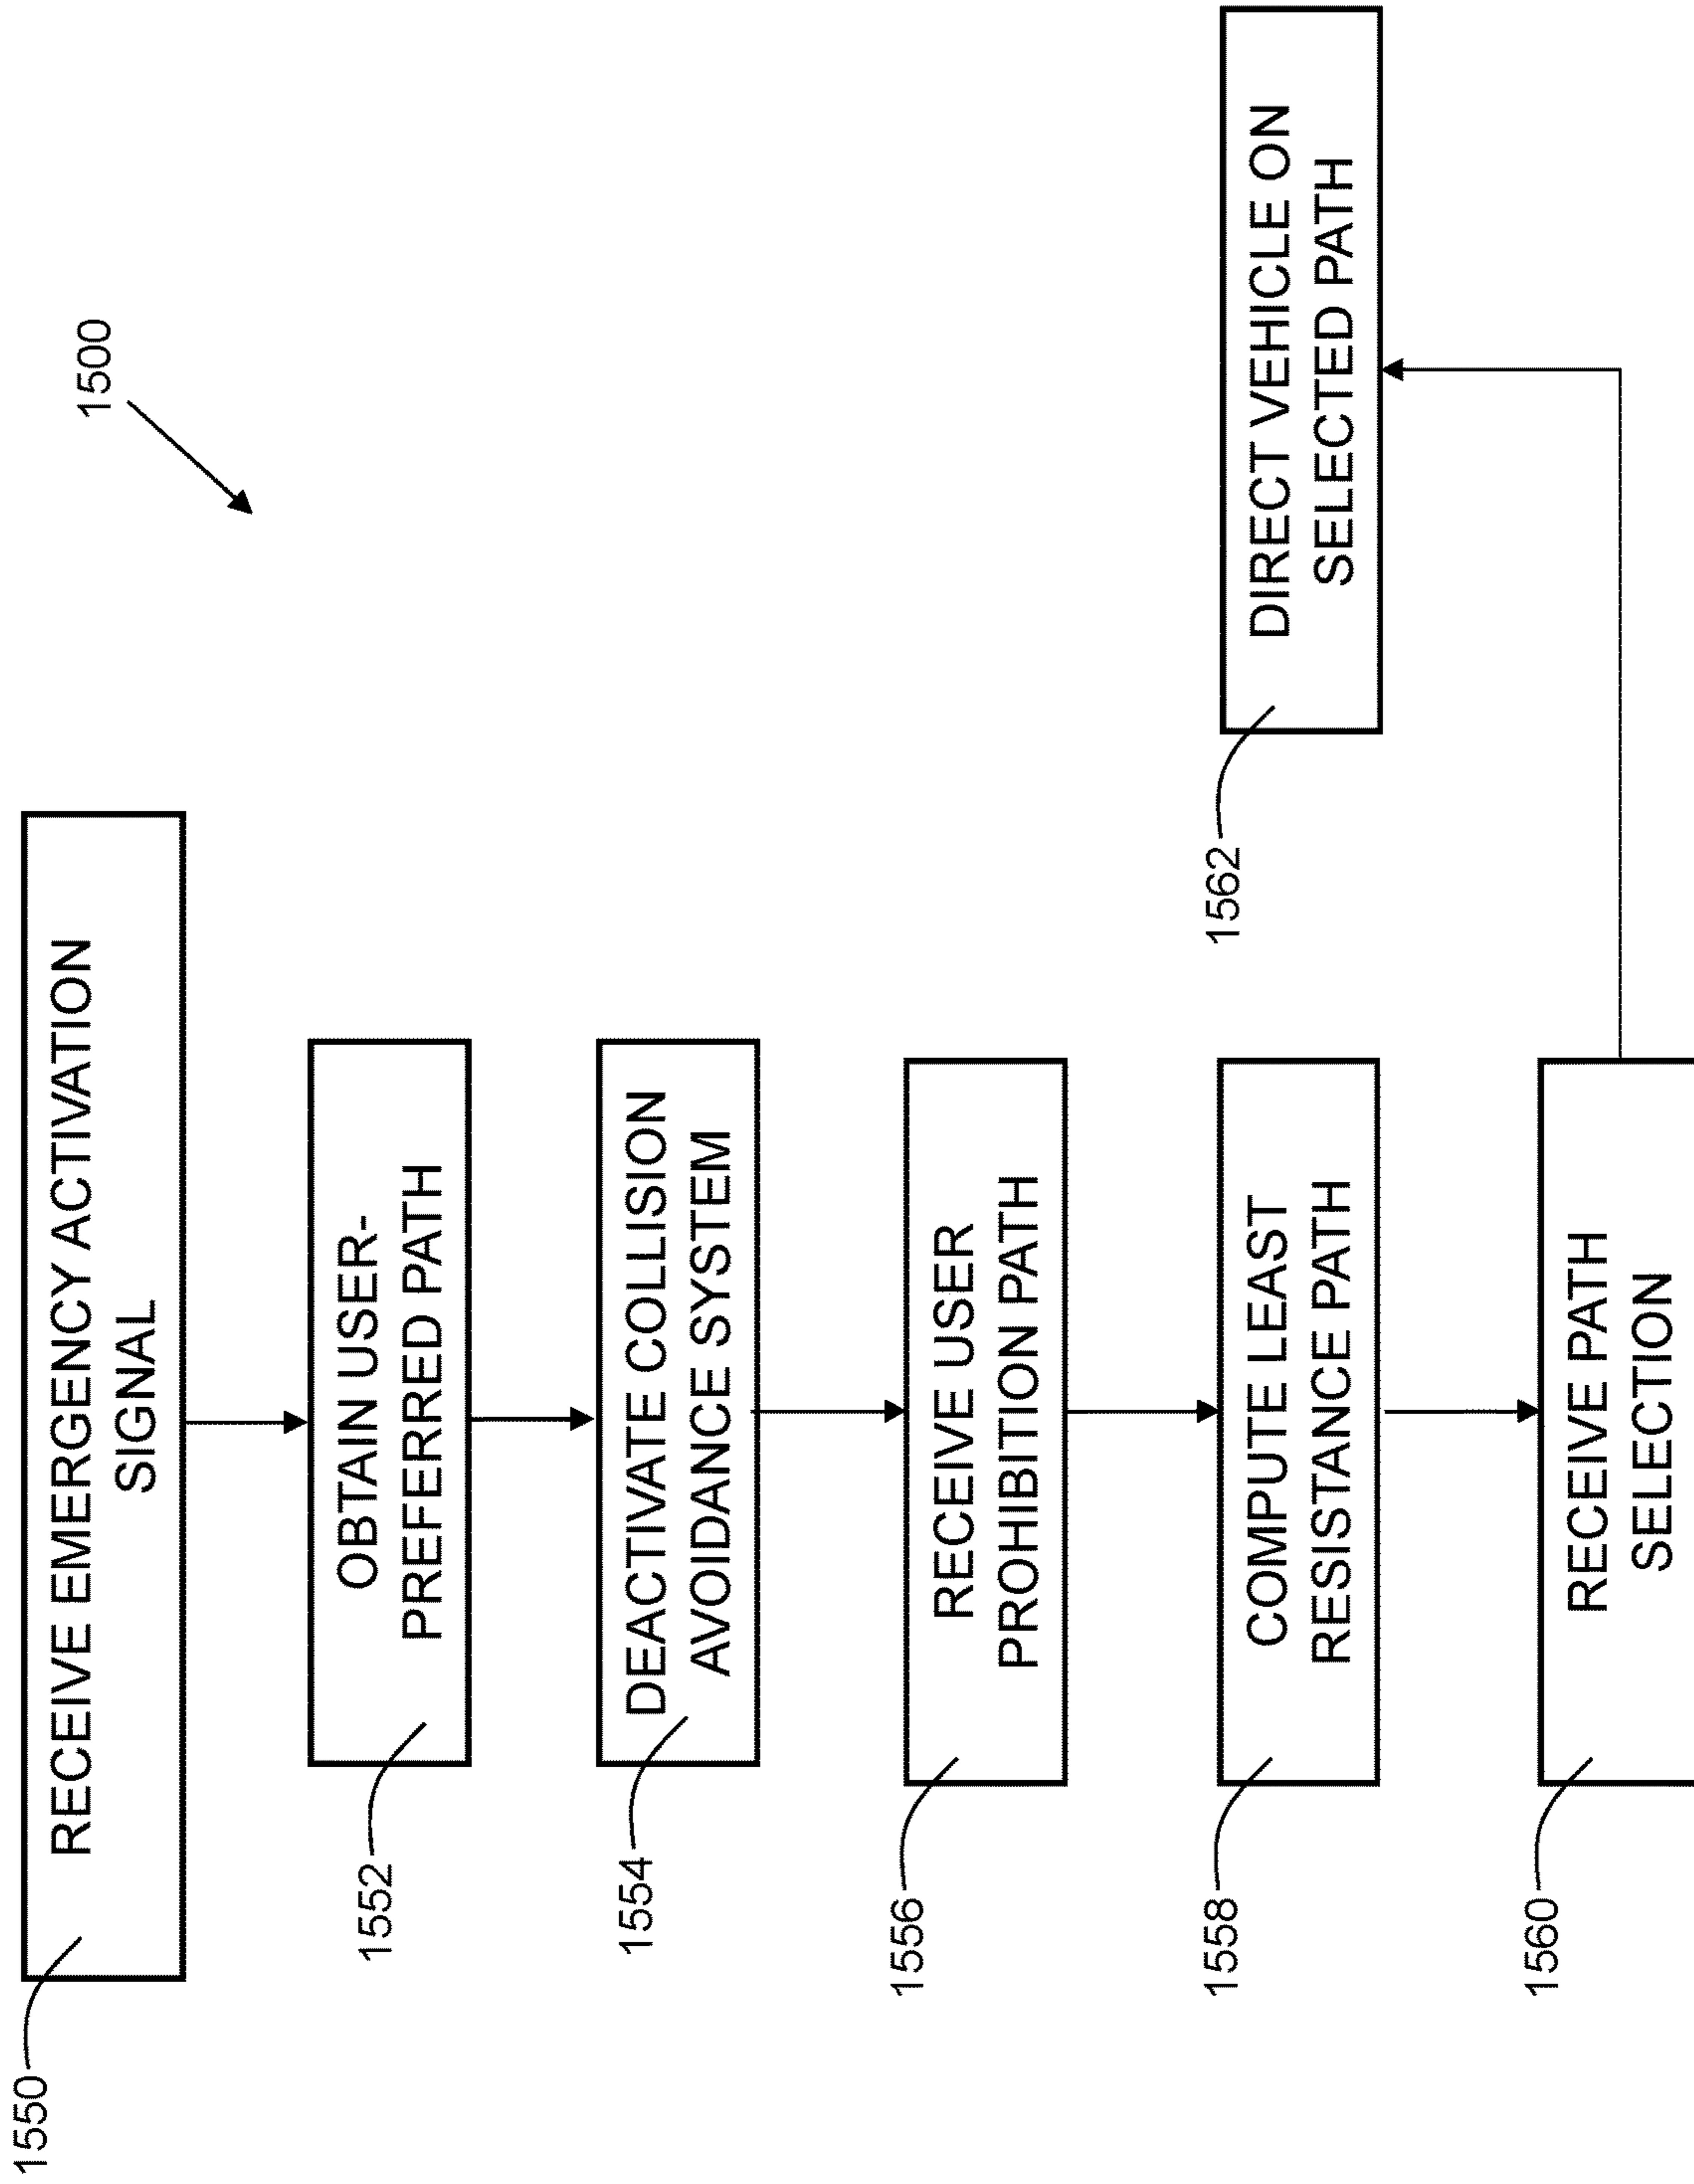 1500
1550
RECEIVE EMERGENCY ACTIVATION
SIGNAL
1552
OBTAIN USER-
PREFERRED PATH
1554
DEACTIVATE COLLISION
AVOIDANCE SYSTEM
1556
RECEIVE USER
PROHIBITION PATH
1558
COMPUTE LEAST
RESISTANCE PATH
1560
RECEIVE PATH
SELECTION
1562
DIRECT VEHICLE ON
SELECTED PATH